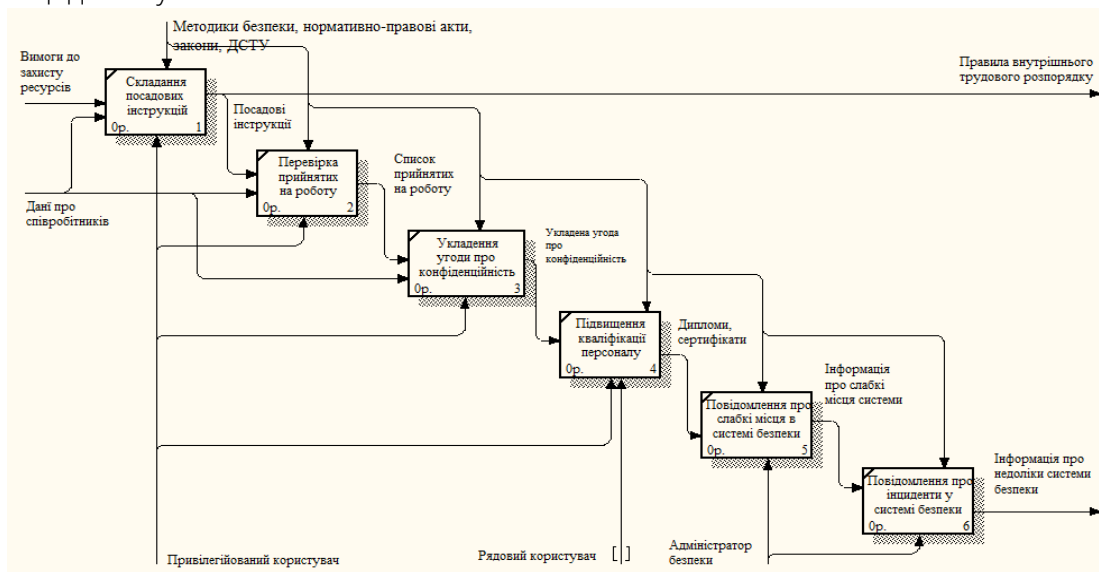 Методики безпеки, нормативно-правові акти,
закони, ДСТУ
Вимоги до
захисту
ресурсів
Правила внутрішнього
трудового розпорядку
Складання
посадових
інструкцій
0р. 1
Посадові
інструкції
Перевірка
прийнятих
на роботу
0р. 2
Список
прийнятих
на роботу
Дані про
співробітників
Укладення
угоди про
конфіденційність
0р. 3
Укладена угода
про
конфіденційність
Підвищення
кваліфікації
персоналу
0р. 4
Дипломи,
сертифікати
Повідомлення про
слабкі місця в
системі безпеки
0р. 5
Інформація
про слабкі
місця системи
Повідомлення про
інциденти у
системі безпеки
0р. 6
Інформація про
недоліки системи
безпеки
Привілегійований користувач
Рядовий користувач
Адміністратор
безпеки